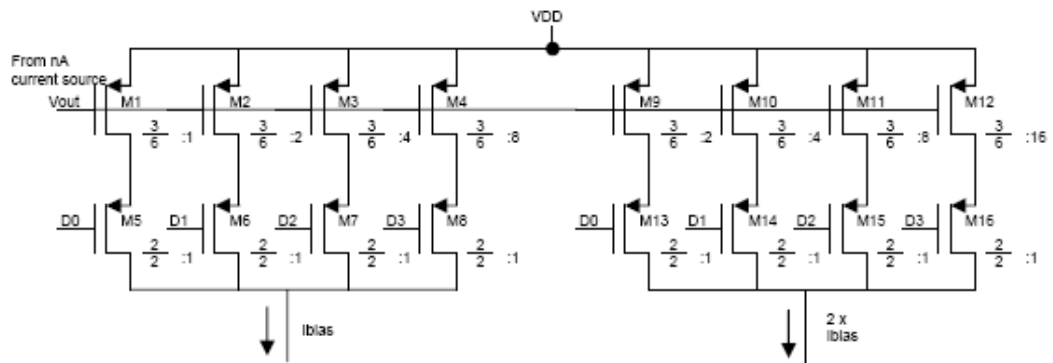 VDD
From nA
current source
Vout
M1
M2
M3
M4
M9
M10
M11
M12
3/6 :1
3/6 :2
3/6 :4
3/6 :8
3/6 :2
3/6 :4
3/6 :8
3/6 :16
D0
M5
D1
M6
D2
M7
D3
M8
D0
M13
D1
M14
D2
M15
D3
M16
2/2 :1
2/2 :1
2/2 :1
2/2 :1
2/2 :1
2/2 :1
2/2 :1
2/2 :1
Ibias
2 x
Ibias